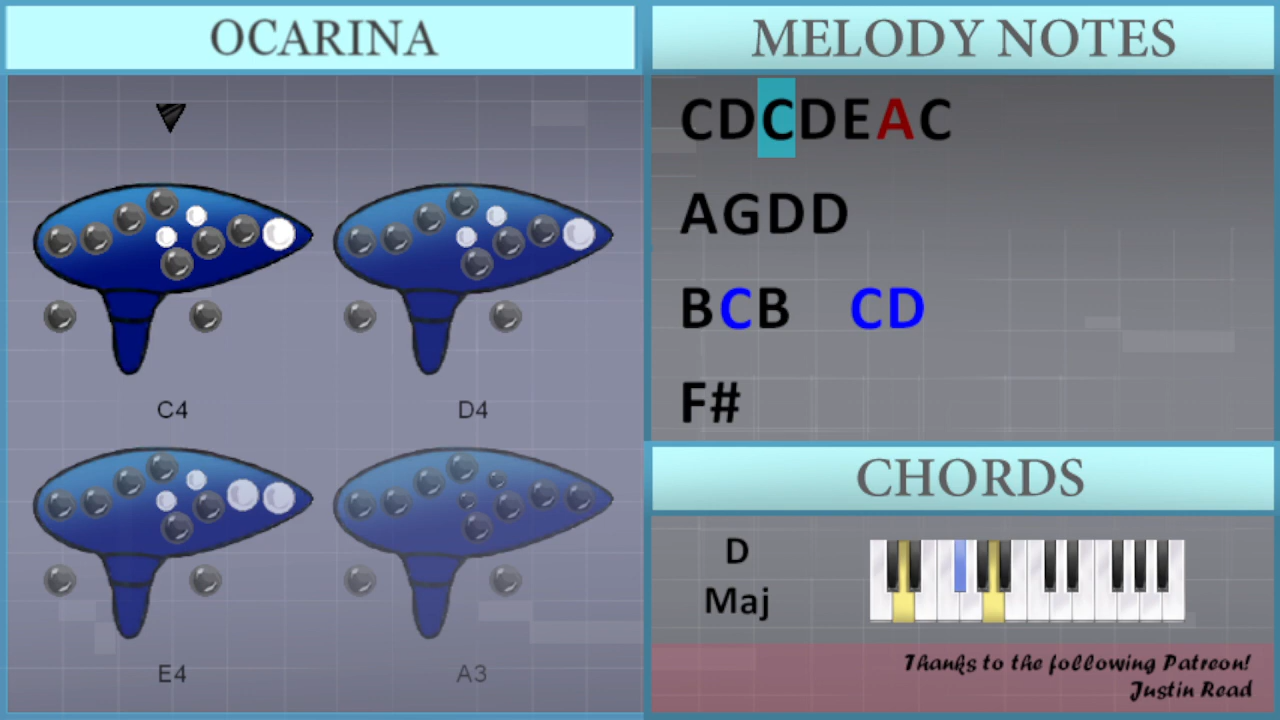 OCARINA
C4
D4
E4
A3
MELODY NOTES
CDCDEAC
AGDD
BCB CD
F#
CHORDS
D
Maj
Thanks to the following Patreon!
Justin Read